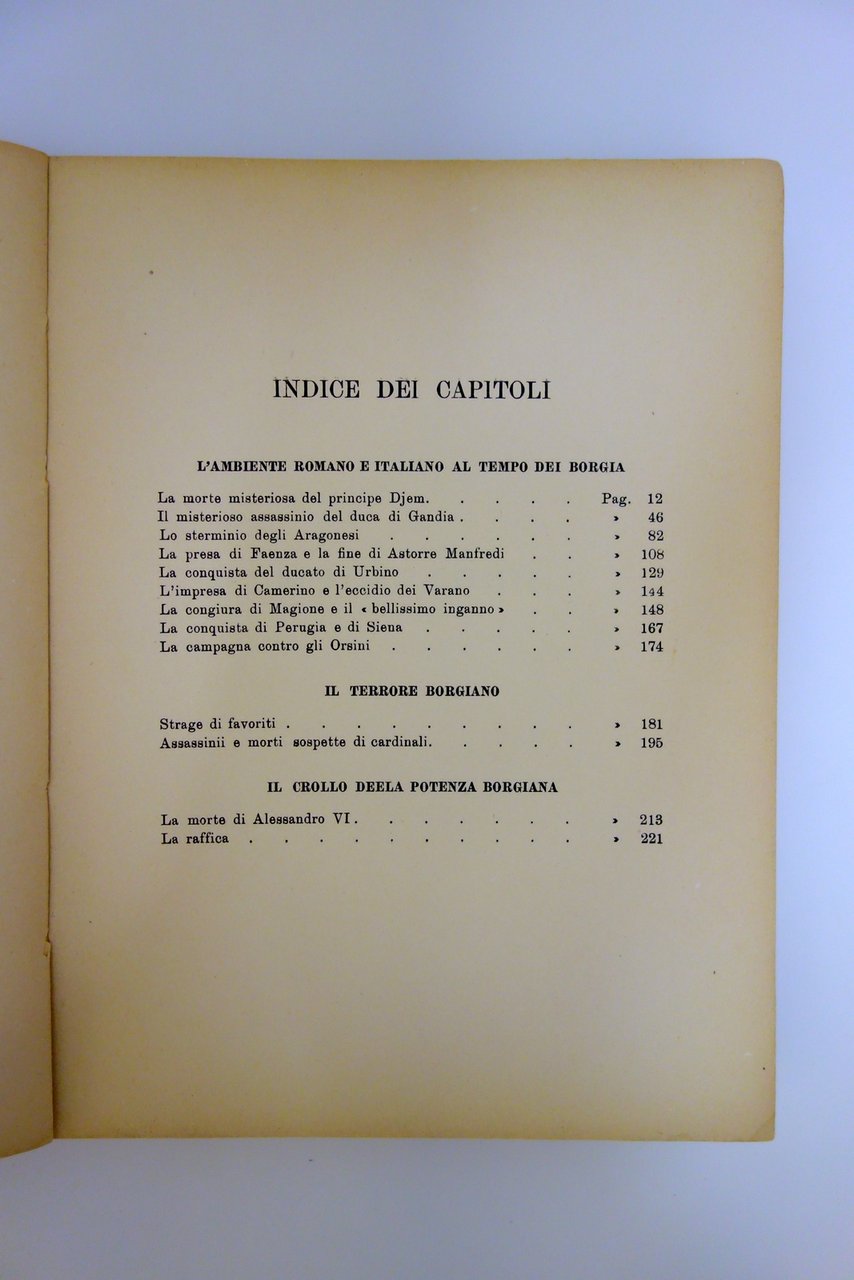 INDICE DEI CAPITOLI
L'AMBIENTE ROMANO E ITALIANO AL TEMPO DEI BORGIA
La morte misteriosa del principe Djem. . . . . Pag. 12
Il misterioso assassinio del duca di Gandia . . . . » 46
Lo sterminio degli Aragonesi . . . . . . » 82
La presa di Faenza e la fine di Astorre Manfredi . . » 108
La conquista del ducato di Urbino . . . . . » 129
L'impresa di Camerino e l'eccidio dei Varano . . . » 144
La congiura di Magione e il « bellissimo inganno » . . » 148
La conquista di Perugia e di Siena . . . . . » 167
La campagna contro gli Orsini . . . . . . » 174
IL TERRORE BORGIANO
Strage di favoriti . . . . . . . . . » 181
Assassinii e morti sospette di cardinali. . . . . » 195
IL CROLLO DEELA POTENZA BORGIANA
La morte di Alessandro VI . . . . . . . » 213
La raffica . . . . . . . . . . » 221